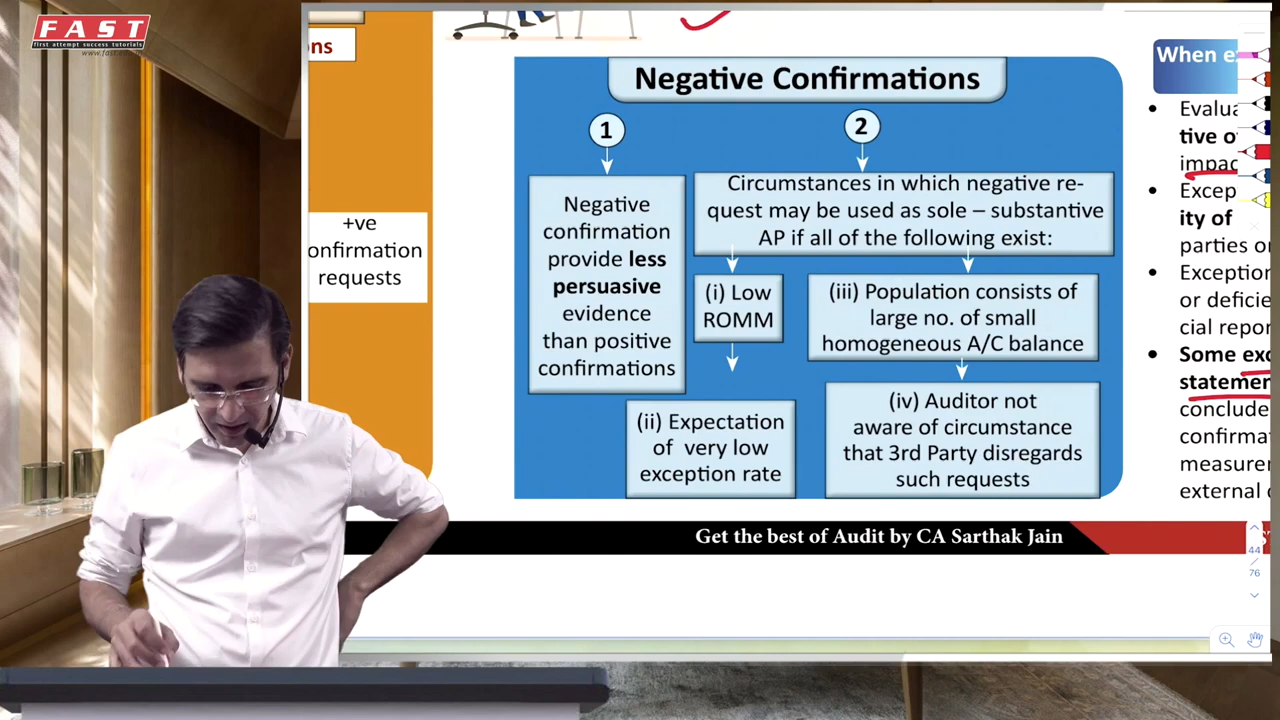 FAST
first attempt success tutorials
ns
+ve
onfirmation
requests
Negative Confirmations
1
Negative
confirmation
provide less
persuasive
evidence
than positive
confirmations
2
Circumstances in which negative re-
quest may be used as sole – substantive
AP if all of the following exist:
(i) Low
ROMM
(ii) Expectation
of very low
exception rate
(iii) Population consists of
large no. of small
homogeneous A/C balance
(iv) Auditor not
aware of circumstance
that 3rd Party disregards
such requests
When e
• Evalua
tive o
impac
• Excep
ity of
parties o
• Exception
or deficie
cial repor
• Some exc
statemen
conclude
confirma
measurer
external
Get the best of Audit by CA Sarthak Jain
44
/
76